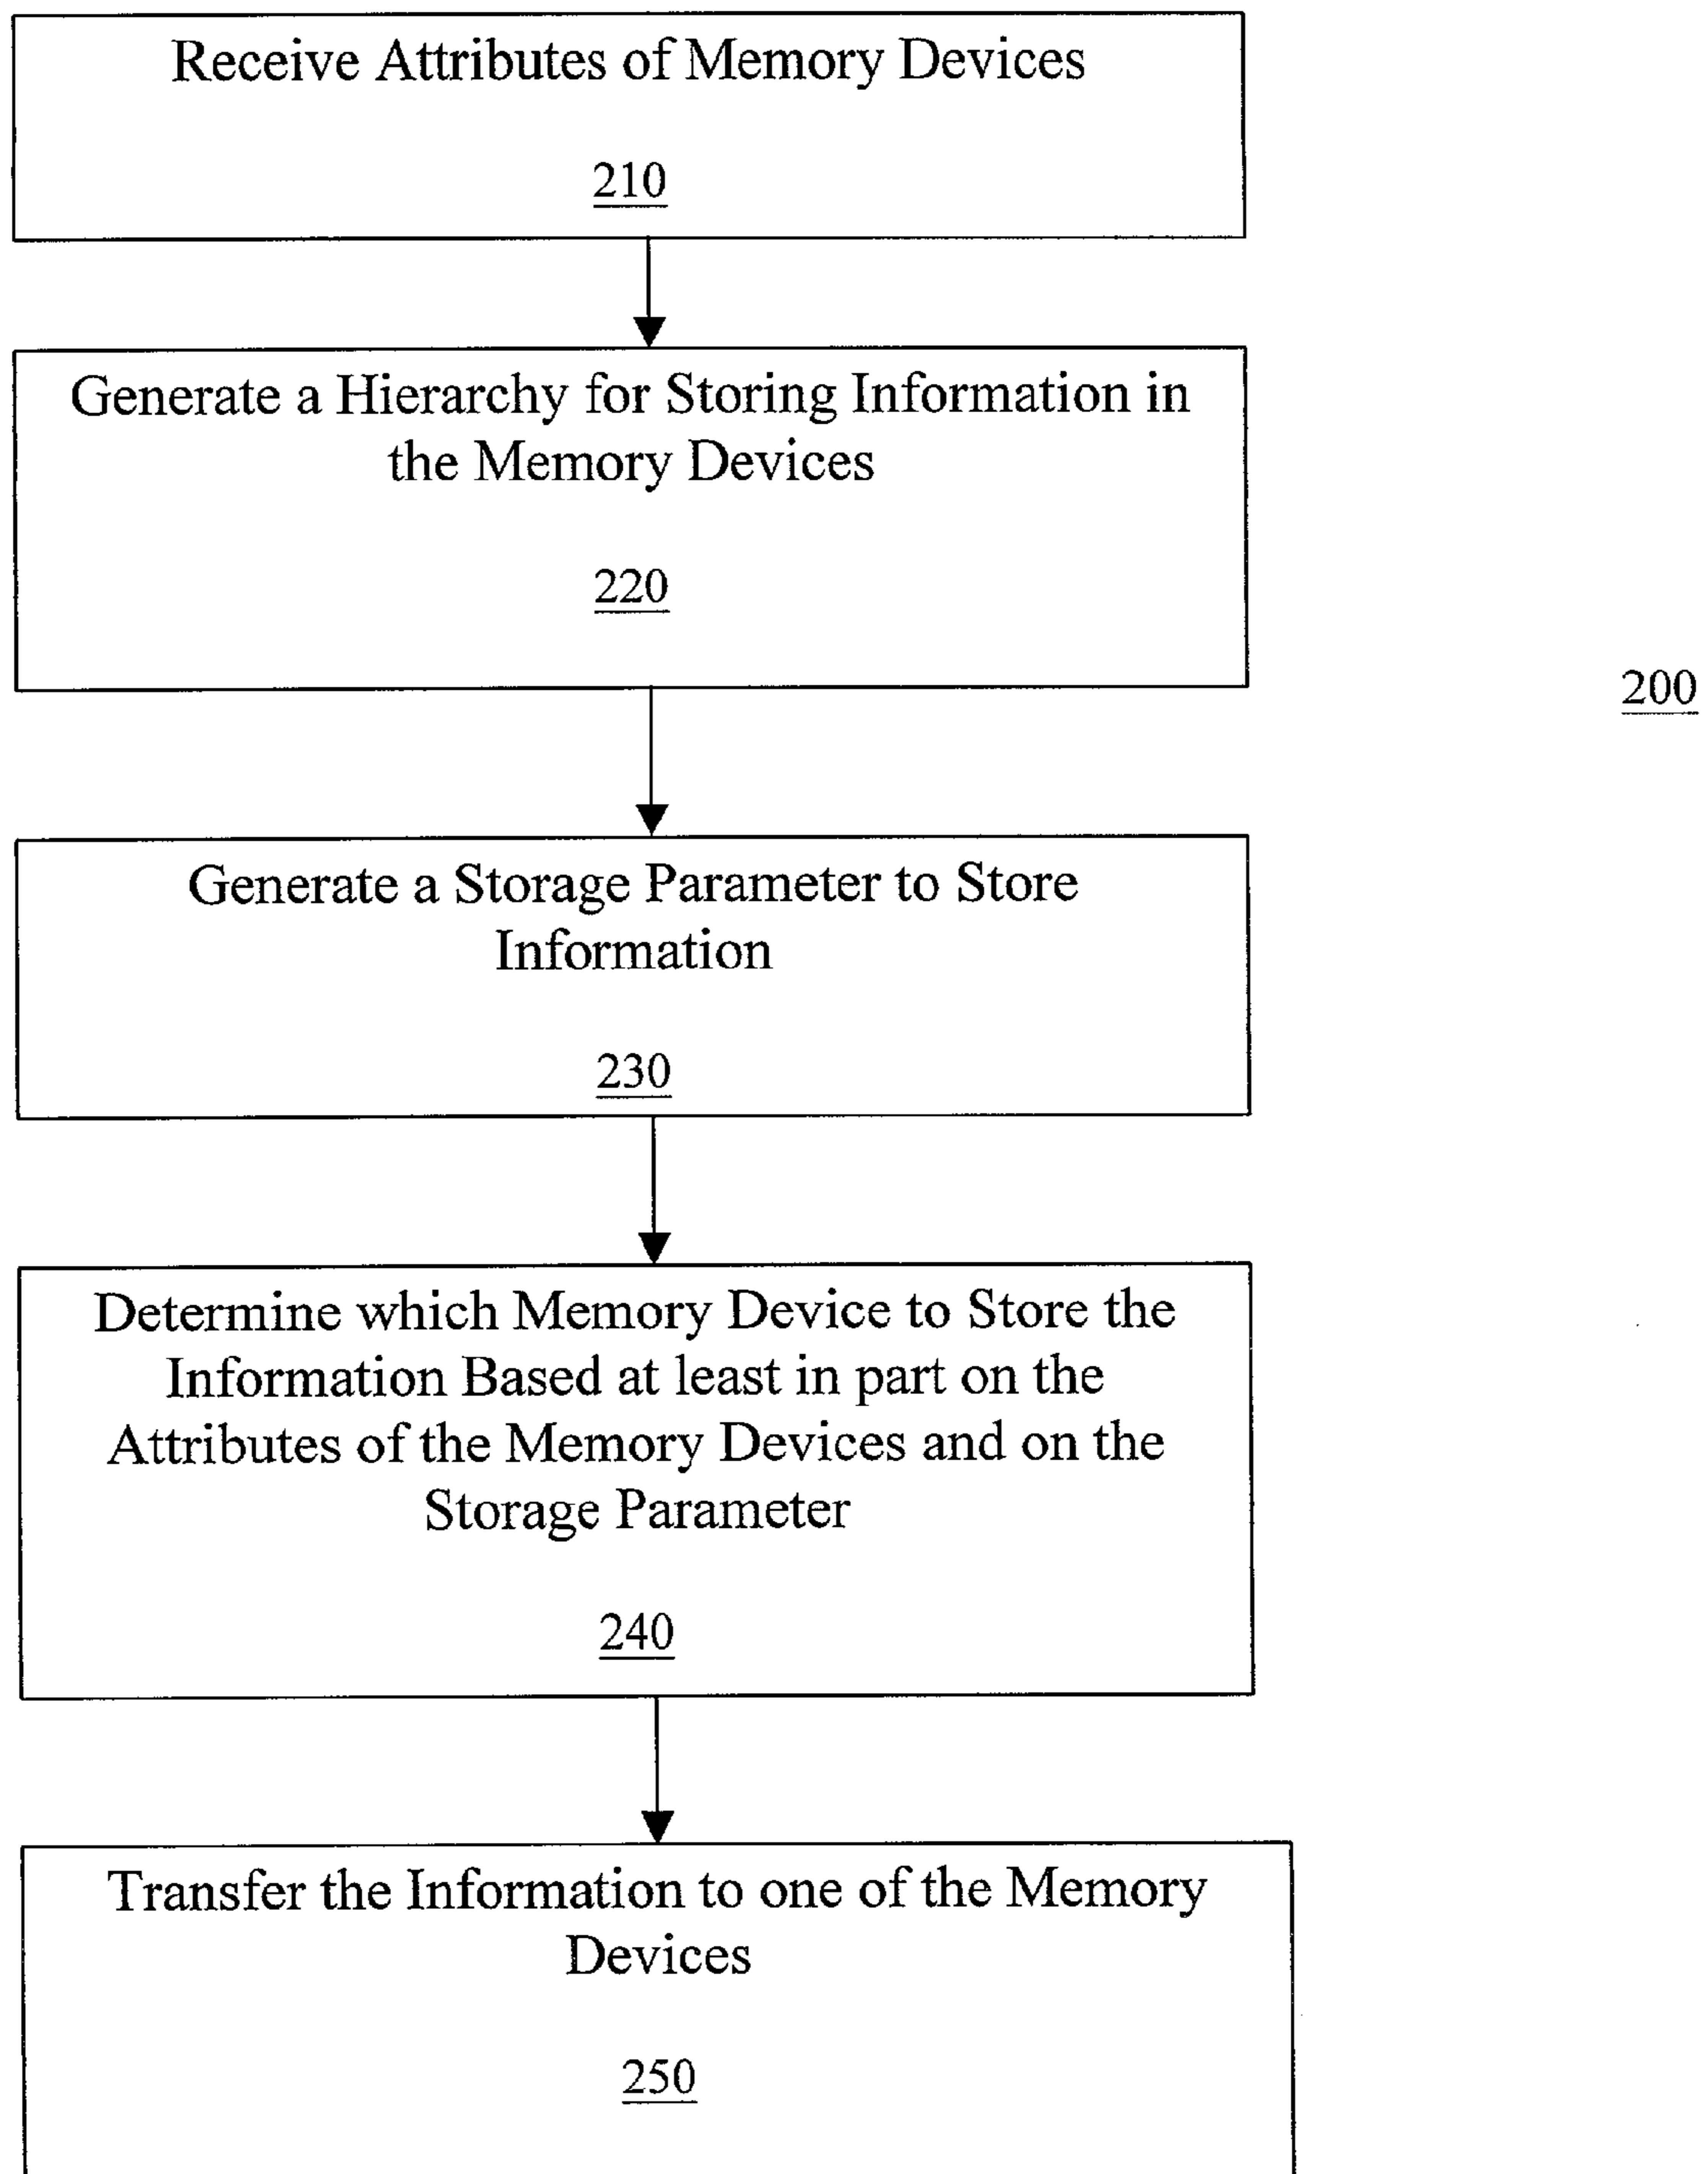 Receive Attributes of Memory Devices
210
Generate a Hierarchy for Storing Information in
the Memory Devices
220
200
Generate a Storage Parameter to Store
Information
230
Determine which Memory Device to Store the
Information Based at least in part on the
Attributes of the Memory Devices and on the
Storage Parameter
240
Transfer the Information to one of the Memory
Devices
250